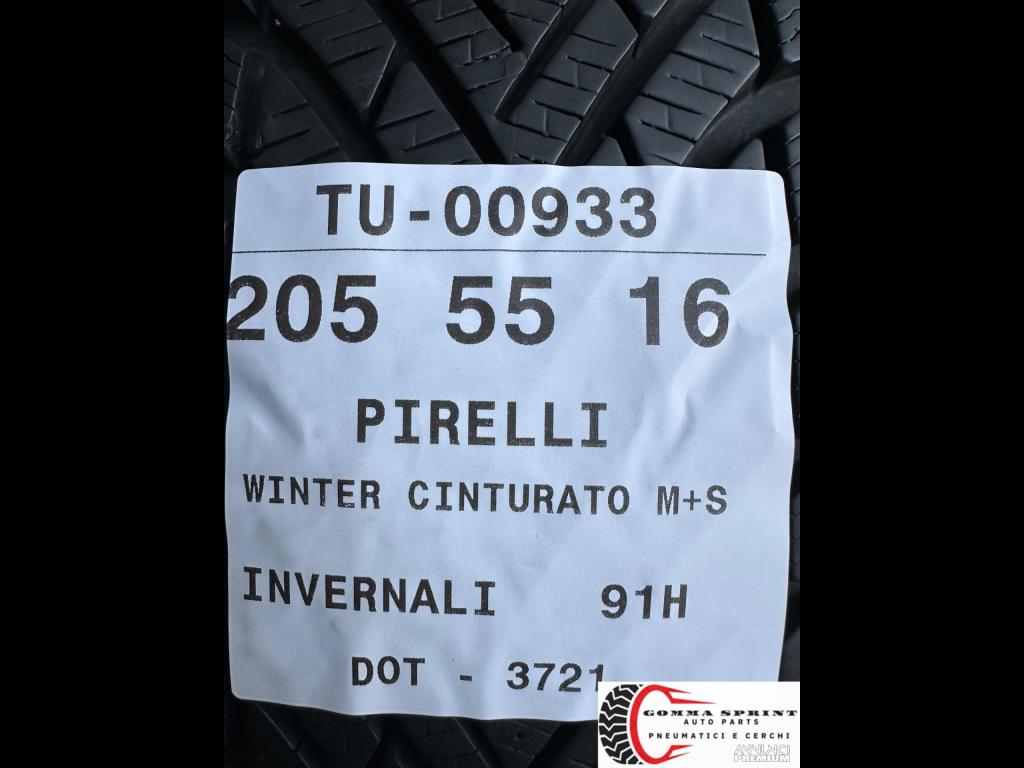 TU-00933
205 55 16
PIRELLI
WINTER CINTURATO M+S
INVERNALI 91H
DOT - 3721
GOMMA SPRINT
AUTO PARTS
PNEUMATICI E CERCHI
ANNUNCI
PREMIUM